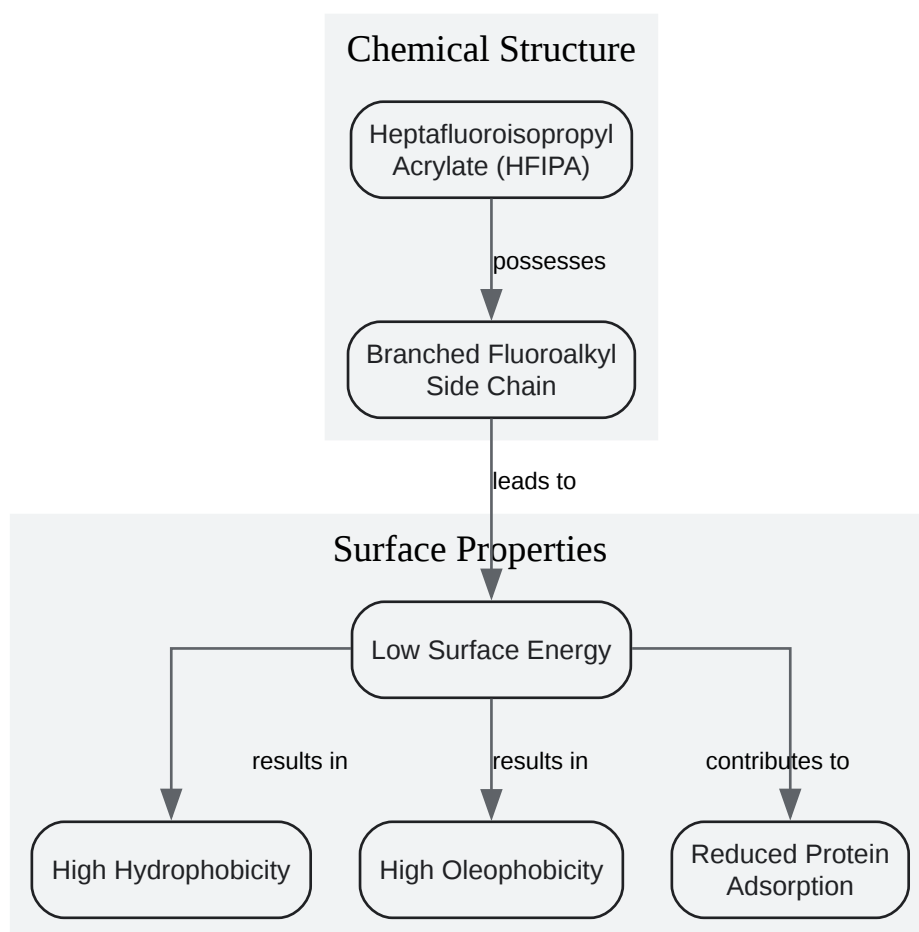 Chemical Structure
Heptafluoroisopropyl
Acrylate (HFIPA)
possesses
Branched Fluoroalkyl
Side Chain
leads to
Surface Properties
Low Surface Energy
results in
results in
contributes to
High Hydrophobicity
High Oleophobicity
Reduced Protein
Adsorption